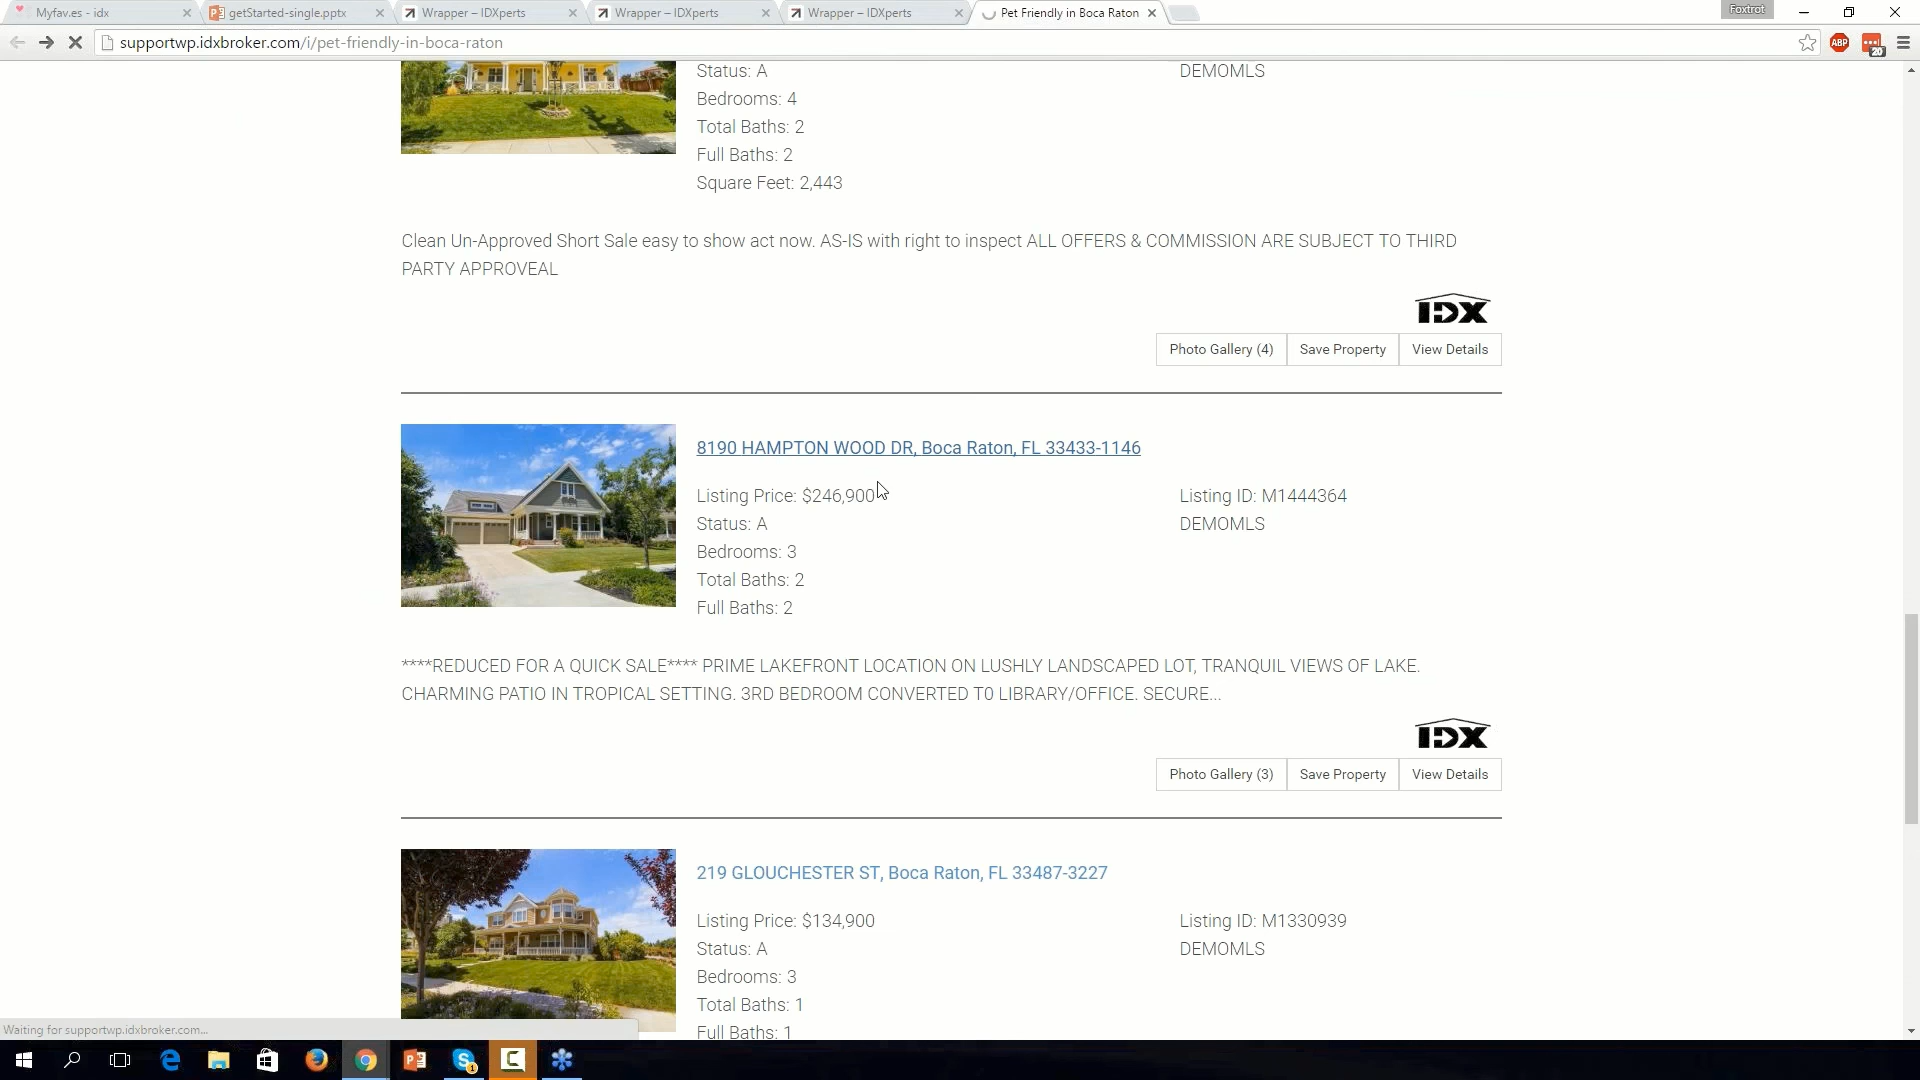 Myfav.es - idx
getStarted-single.pptx
Wrapper – IDXperts
Wrapper – IDXperts
Wrapper – IDXperts
Pet Friendly in Boca Raton
Foxtrot
supportwp.idxbroker.com/i/pet-friendly-in-boca-raton
ABP
20
Status: A
DEMOMLS
Bedrooms: 4
Total Baths: 2
Full Baths: 2
Square Feet: 2,443
Clean Un-Approved Short Sale easy to show act now. AS-IS with right to inspect ALL OFFERS & COMMISSION ARE SUBJECT TO THIRD
PARTY APPROVEAL
IDX
Photo Gallery (4) Save Property View Details
8190 HAMPTON WOOD DR, Boca Raton, FL 33433-1146
Listing Price: $246,900
Listing ID: M1444364
Status: A
DEMOMLS
Bedrooms: 3
Total Baths: 2
Full Baths: 2
****REDUCED FOR A QUICK SALE**** PRIME LAKEFRONT LOCATION ON LUSHLY LANDSCAPED LOT, TRANQUIL VIEWS OF LAKE.
CHARMING PATIO IN TROPICAL SETTING. 3RD BEDROOM CONVERTED T0 LIBRARY/OFFICE. SECURE...
IDX
Photo Gallery (3) Save Property View Details
219 GLOUCHESTER ST, Boca Raton, FL 33487-3227
Listing Price: $134,900
Listing ID: M1330939
Status: A
DEMOMLS
Bedrooms: 3
Total Baths: 1
Full Baths: 1
Waiting for supportwp.idxbroker.com...